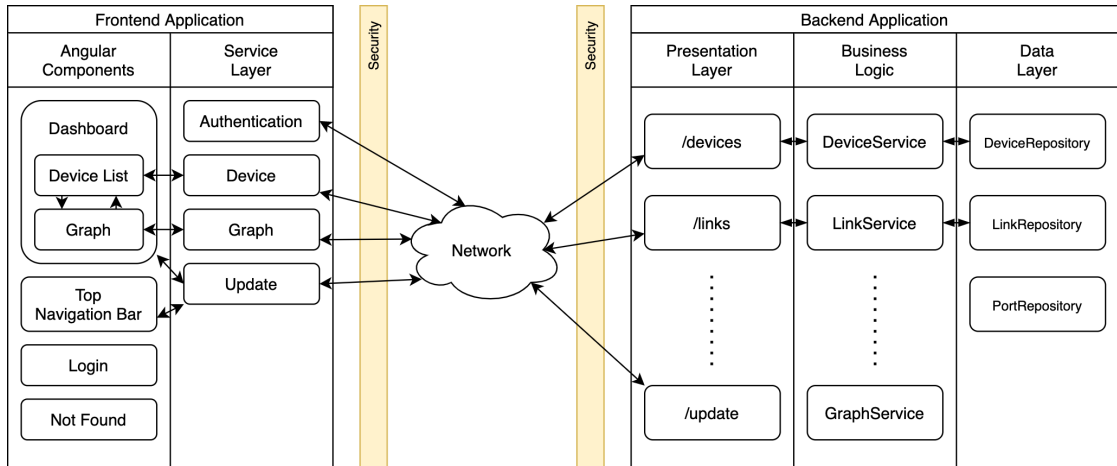 Frontend Application
Angular
Components
Service
Layer
Dashboard
Device List
Graph
Top
Navigation Bar
Login
Not Found
Authentication
Device
Graph
Update
Security
Network
Security
Backend Application
Presentation
Layer
Business
Logic
Data
Layer
/devices
DeviceService
DeviceRepository
/links
LinkService
LinkRepository
PortRepository
/update
GraphService